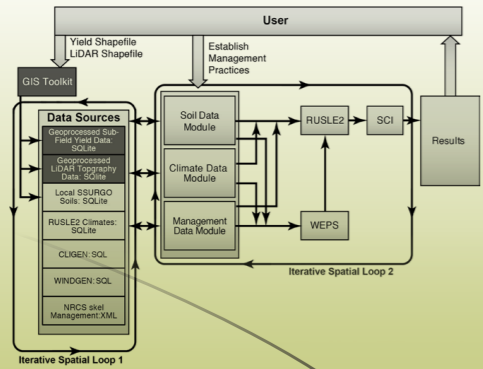 User
Yield Shapefile
LiDAR Shapefile
Establish
Management
Practices
GIS Toolkit
Data Sources
Geoprocessed Sub-
Field Yield Data:
SQLite
Geoprocessed
LiDAR Topgraphy
Data: SQlite
Local SSURGO
Soils: SQLite
RUSLE2 Climates:
SQLite
CLIGEN:SQL
WINDGEN:SQL
NRCS skel
Management:XML
Iterative Spatial Loop 1
Soil Data
Module
Climate Data
Module
Management
Data Module
RUSLE2
SCI
WEPS
Results
Iterative Spatial Loop 2